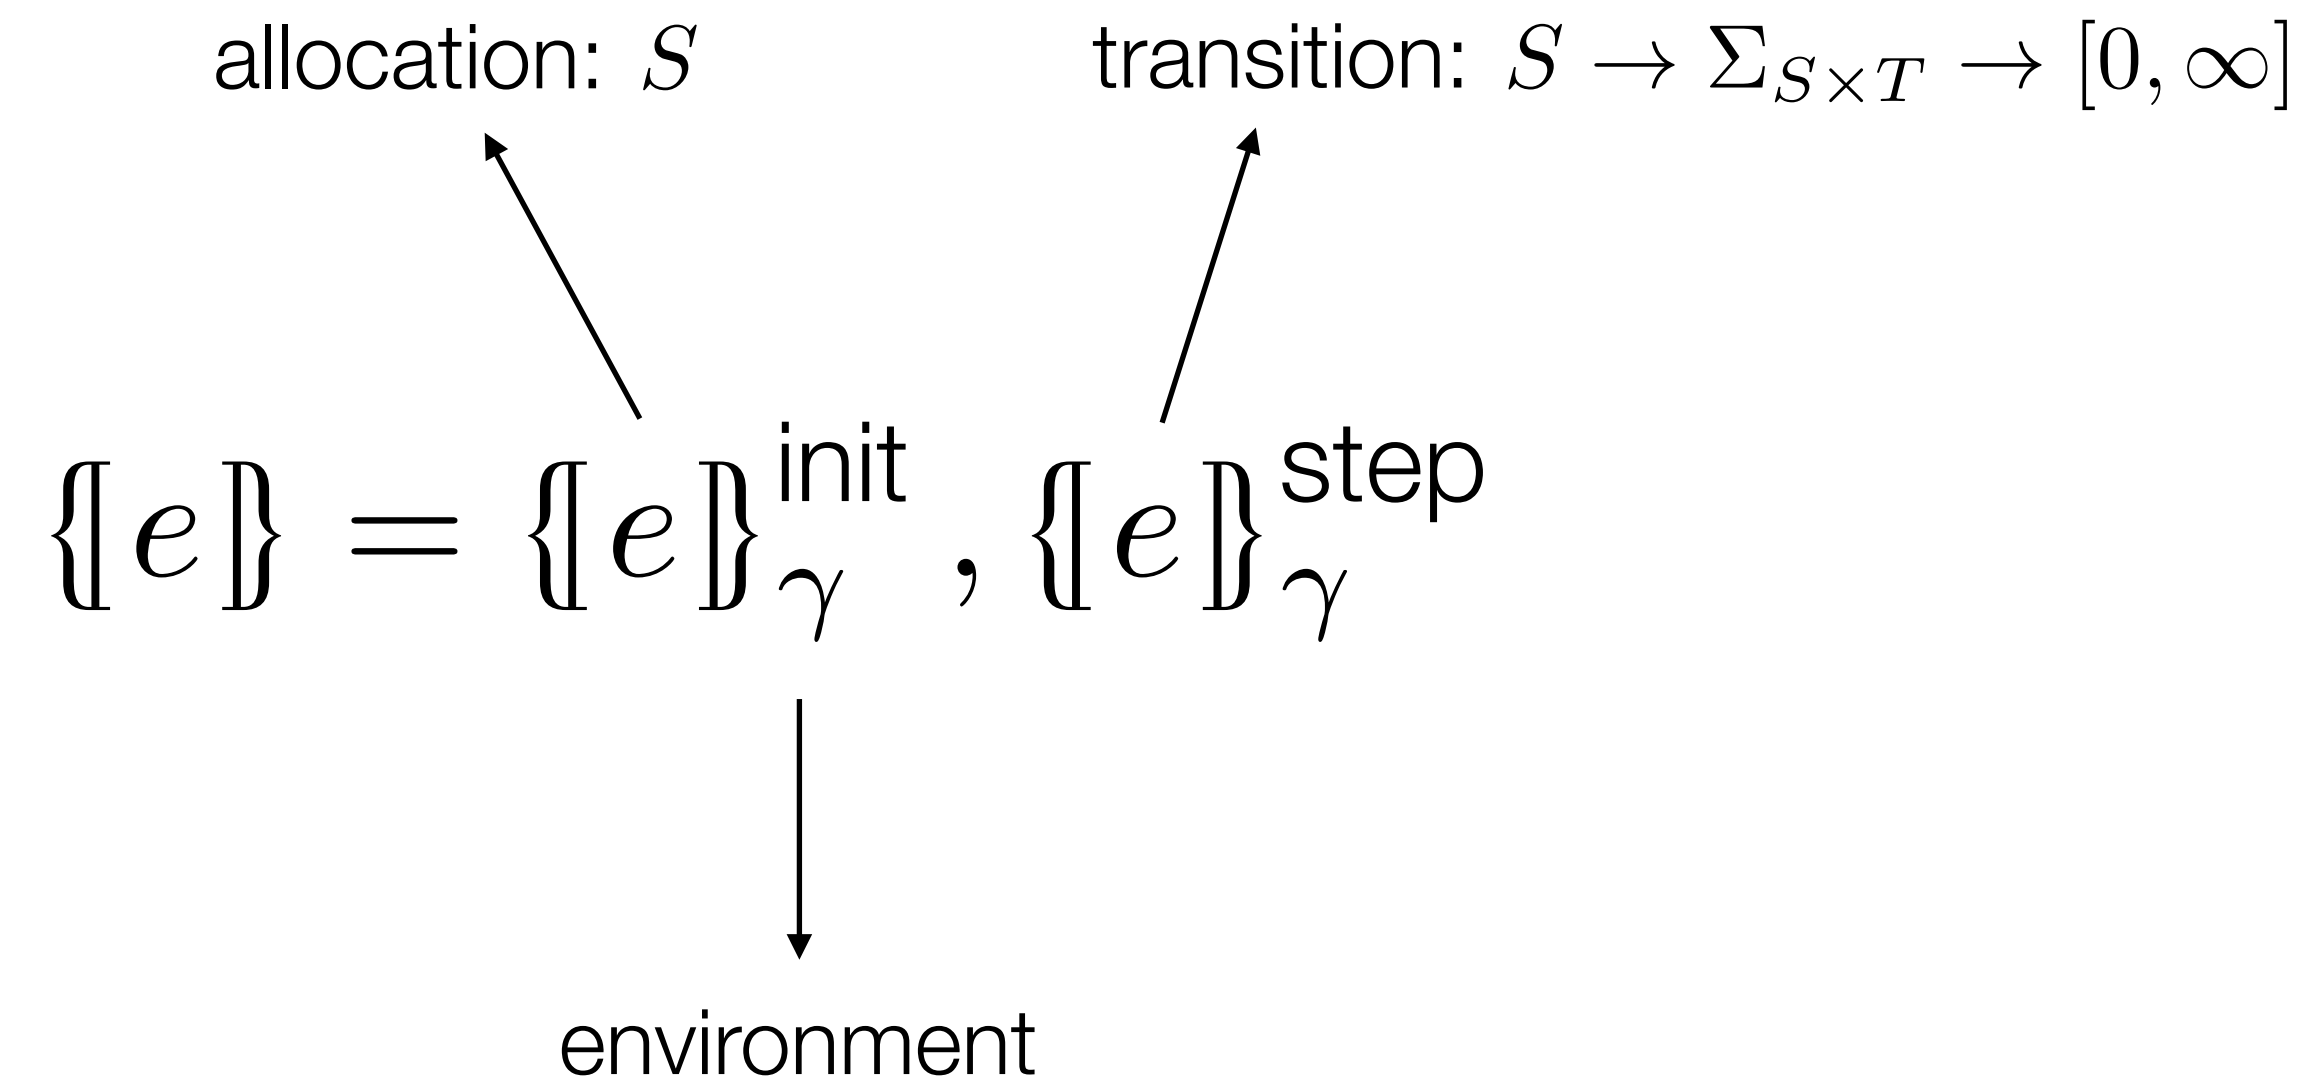 allocation: S
transition: S → Σ_{S×T} → [0, ∞]
{[e]} = {[e]}_γ^init , {[e]}_γ^step
environment